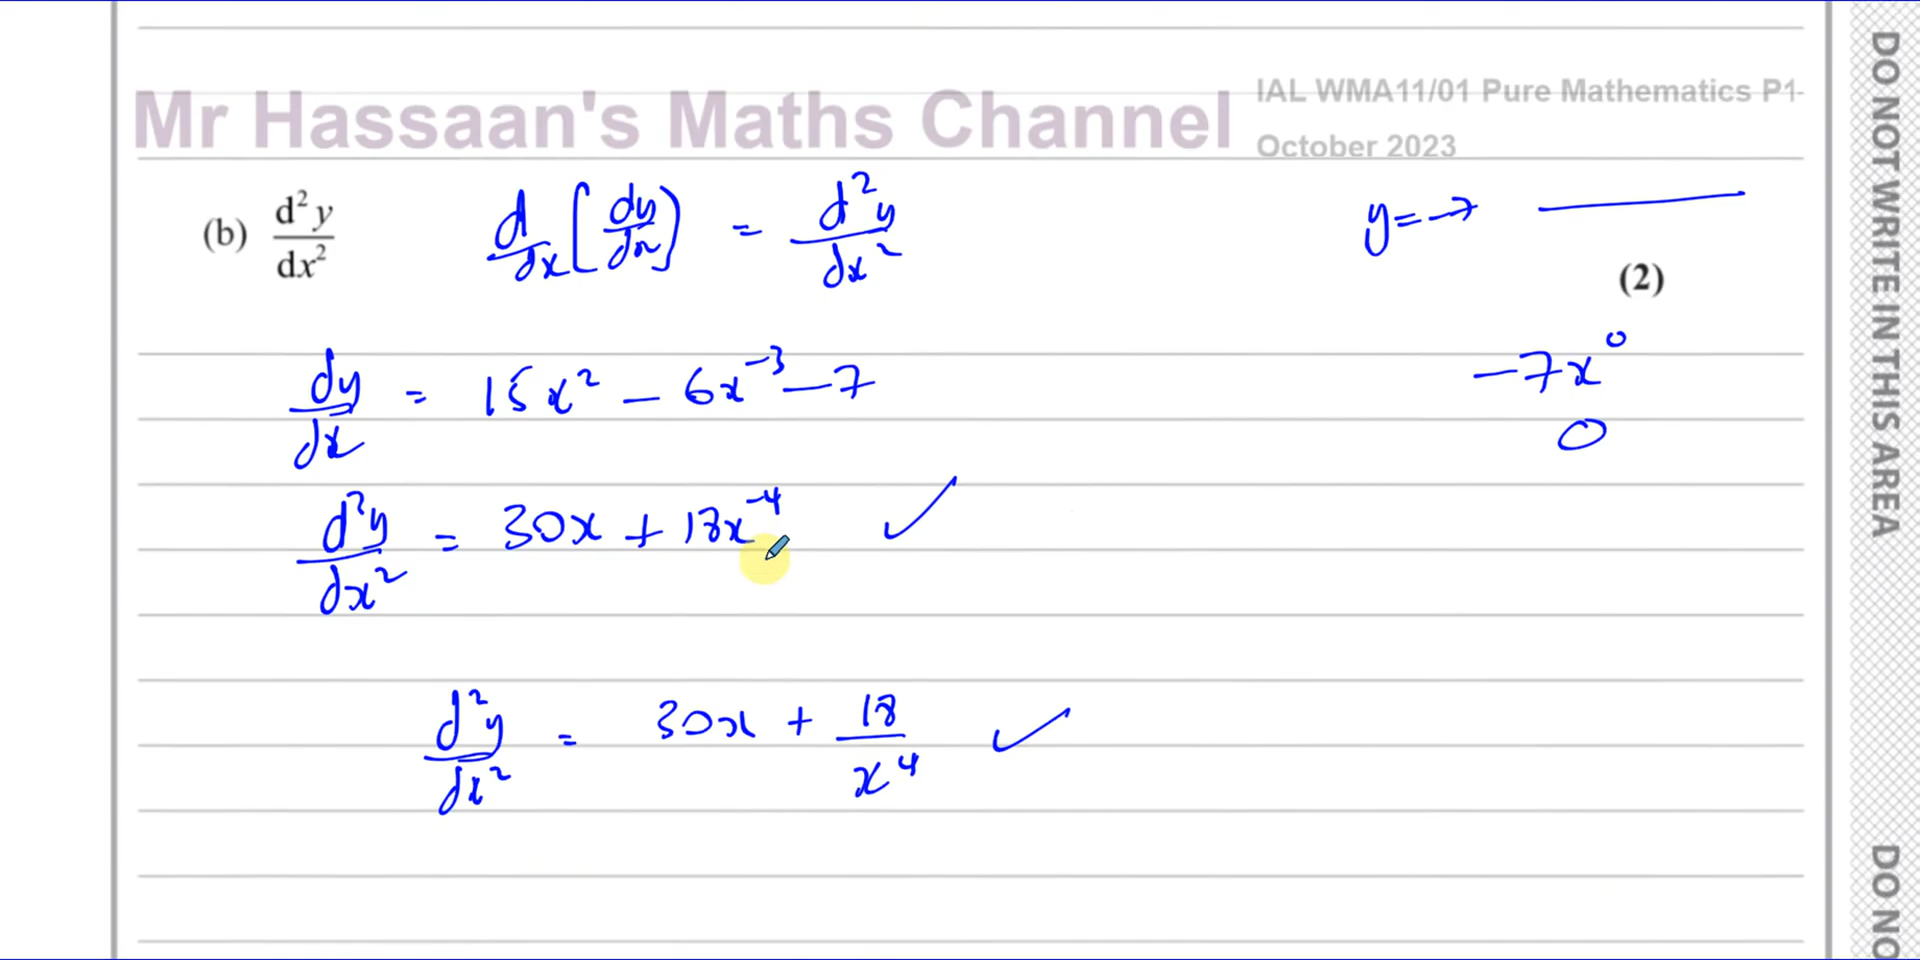 Mr Hassaan's Maths Channel
IAL WMA11/01 Pure Mathematics P1-
October 2023
(b) d²y/dx²
d/dx [dy/dx] = d²y/dx²
y = -7
(2)
dy/dx = 15x² - 6x⁻³ - 7
-7x⁰
0
d²y/dx² = 30x + 18x⁻⁴ ✓
d²y/dx² = 30x + 18/x⁴ ✓
DO NOT WRITE IN THIS AREA
DO NO